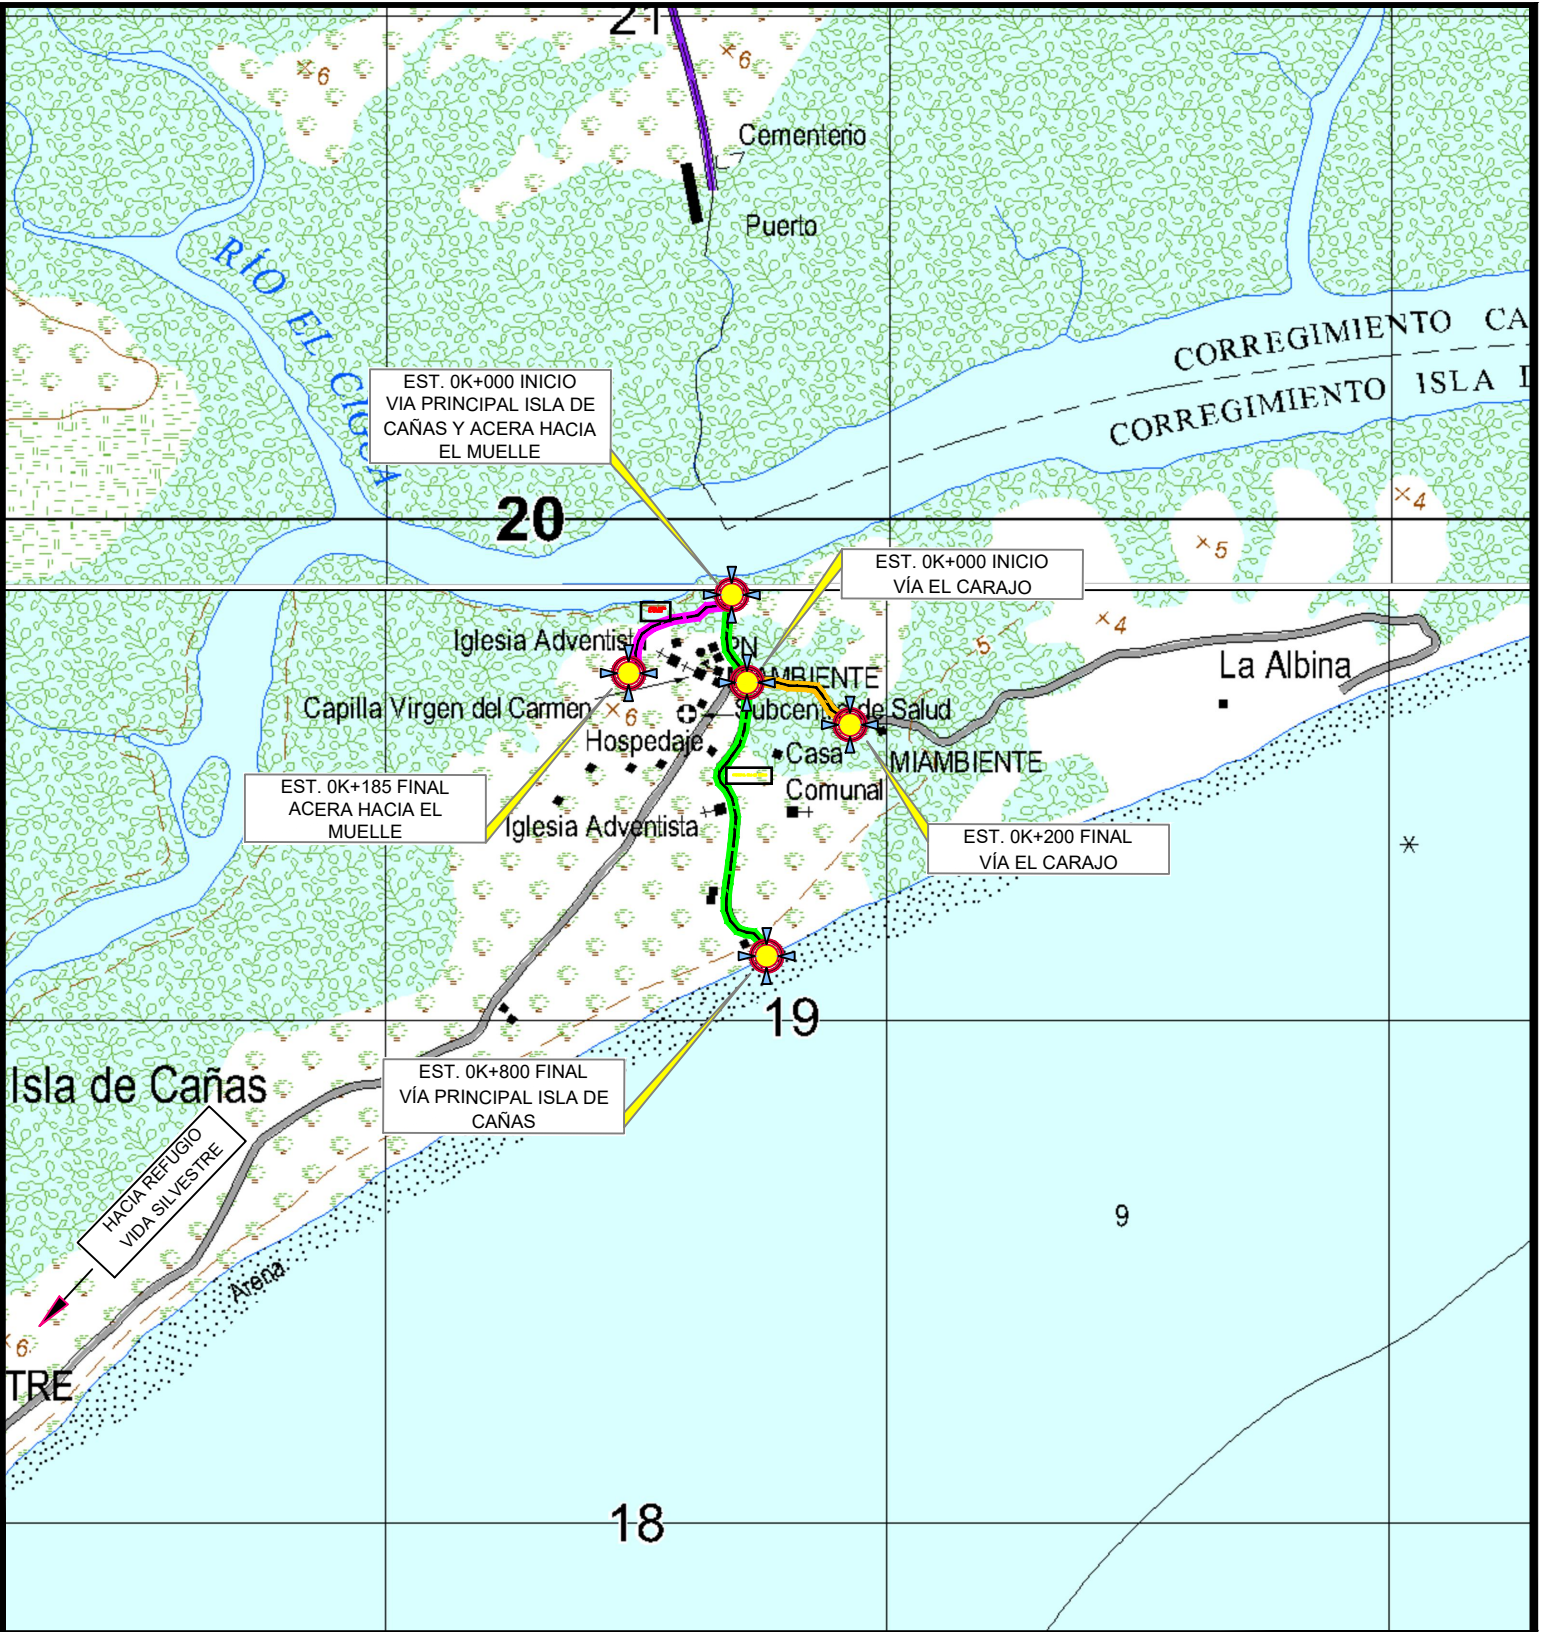 21
6
6
Cementerio
Puerto
RÍO EL CIGUA
CORREGIMIENTO CA
CORREGIMIENTO ISLA D
EST. 0K+000 INICIO
VIA PRINCIPAL ISLA DE
CAÑAS Y ACERA HACIA
EL MUELLE
20
4
5
EST. 0K+000 INICIO
VÍA EL CARAJO
4
5
Iglesia Adventista
PN
MIAMBIENTE
La Albina
Capilla Virgen del Carmen
6
Subcentro de Salud
Hospedaje
Casa
Comunal
MIAMBIENTE
EST. 0K+185 FINAL
ACERA HACIA EL
MUELLE
Iglesia Adventista
EST. 0K+200 FINAL
VÍA EL CARAJO
19
Isla de Cañas
EST. 0K+800 FINAL
VÍA PRINCIPAL ISLA DE
CAÑAS
HACIA REFUGIO
VIDA SILVESTRE
9
Arena
6
TRE
18